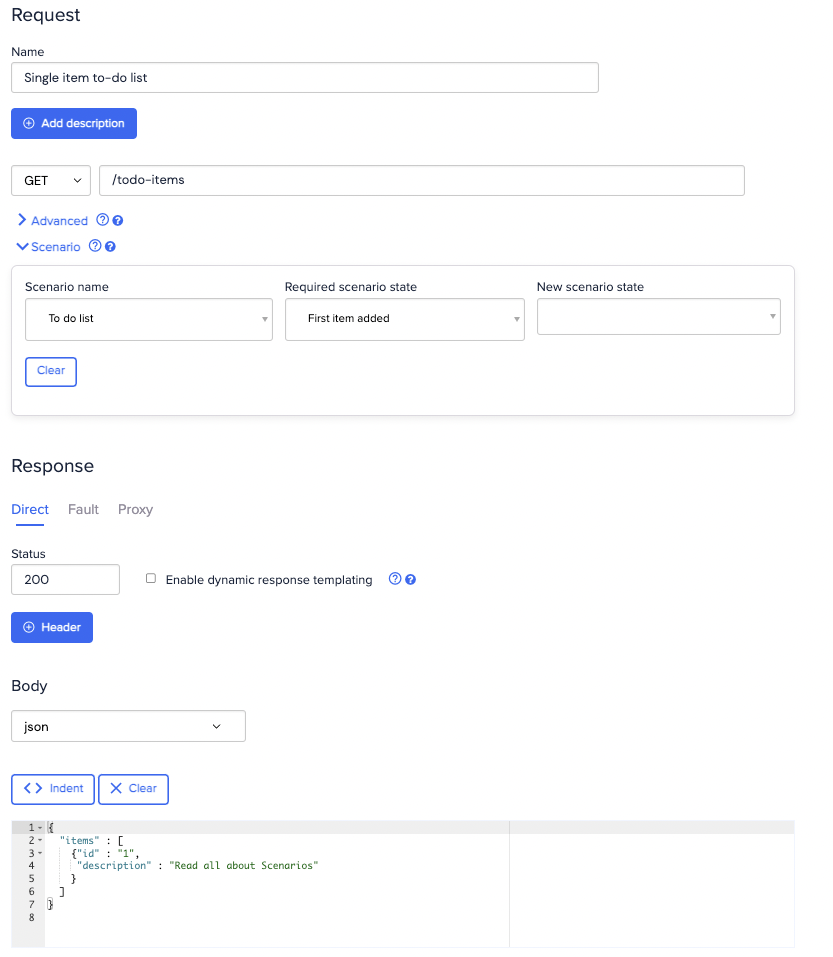 Request
Name
Single item to-do list
Add description
GET /todo-items
Advanced
Scenario
Scenario name Required scenario state New scenario state
To do list First item added
Clear
Response
Direct Fault Proxy
Status
200 Enable dynamic response templating
Header
Body
json
Indent Clear
1 {
2 "items" : [
3 {"id" : "1",
4 "description" : "Read all about Scenarios"
5 }
6 ]
7 }
8